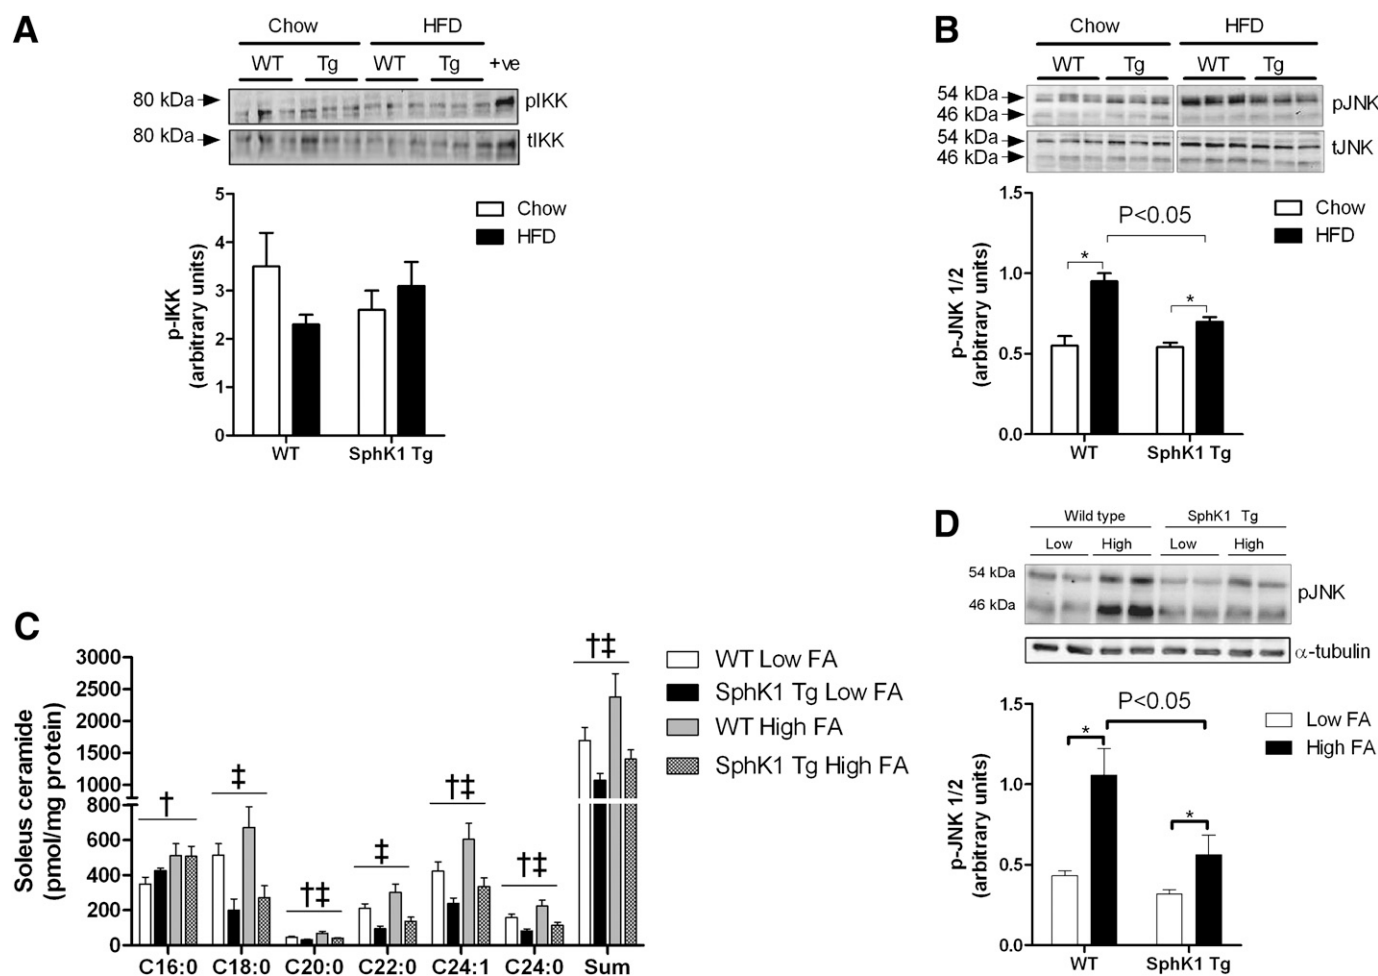 A
Chow HFD
WT Tg WT Tg +ve
80 kDa pIKK
80 kDa tIKK
5
4
3
2
1
0
p-IKK
(arbitrary units)
Chow
HFD
WT SphK1 Tg
B
Chow HFD
WT Tg WT Tg
54 kDa
46 kDa
pJNK
54 kDa
46 kDa
tJNK
1.5
1.0
0.5
0.0
p-JNK 1/2
(arbitrary units)
P<0.05
* *
Chow
HFD
WT SphK1 Tg
C
3000
2500
2000
1500
1000
800
600
400
200
0
Soleus ceramide
(pmol/mg protein)
† ‡ †‡ ‡ †‡ †‡ †‡
WT Low FA
SphK1 Tg Low FA
WT High FA
SphK1 Tg High FA
C16:0 C18:0 C20:0 C22:0 C24:1 C24:0 Sum
D
Wild type SphK1 Tg
Low High Low High
54 kDa
46 kDa
pJNK
α-tubulin
1.5
1.0
0.5
0.0
p-JNK 1/2
(arbitrary units)
P<0.05
* *
Low FA
High FA
WT SphK1 Tg